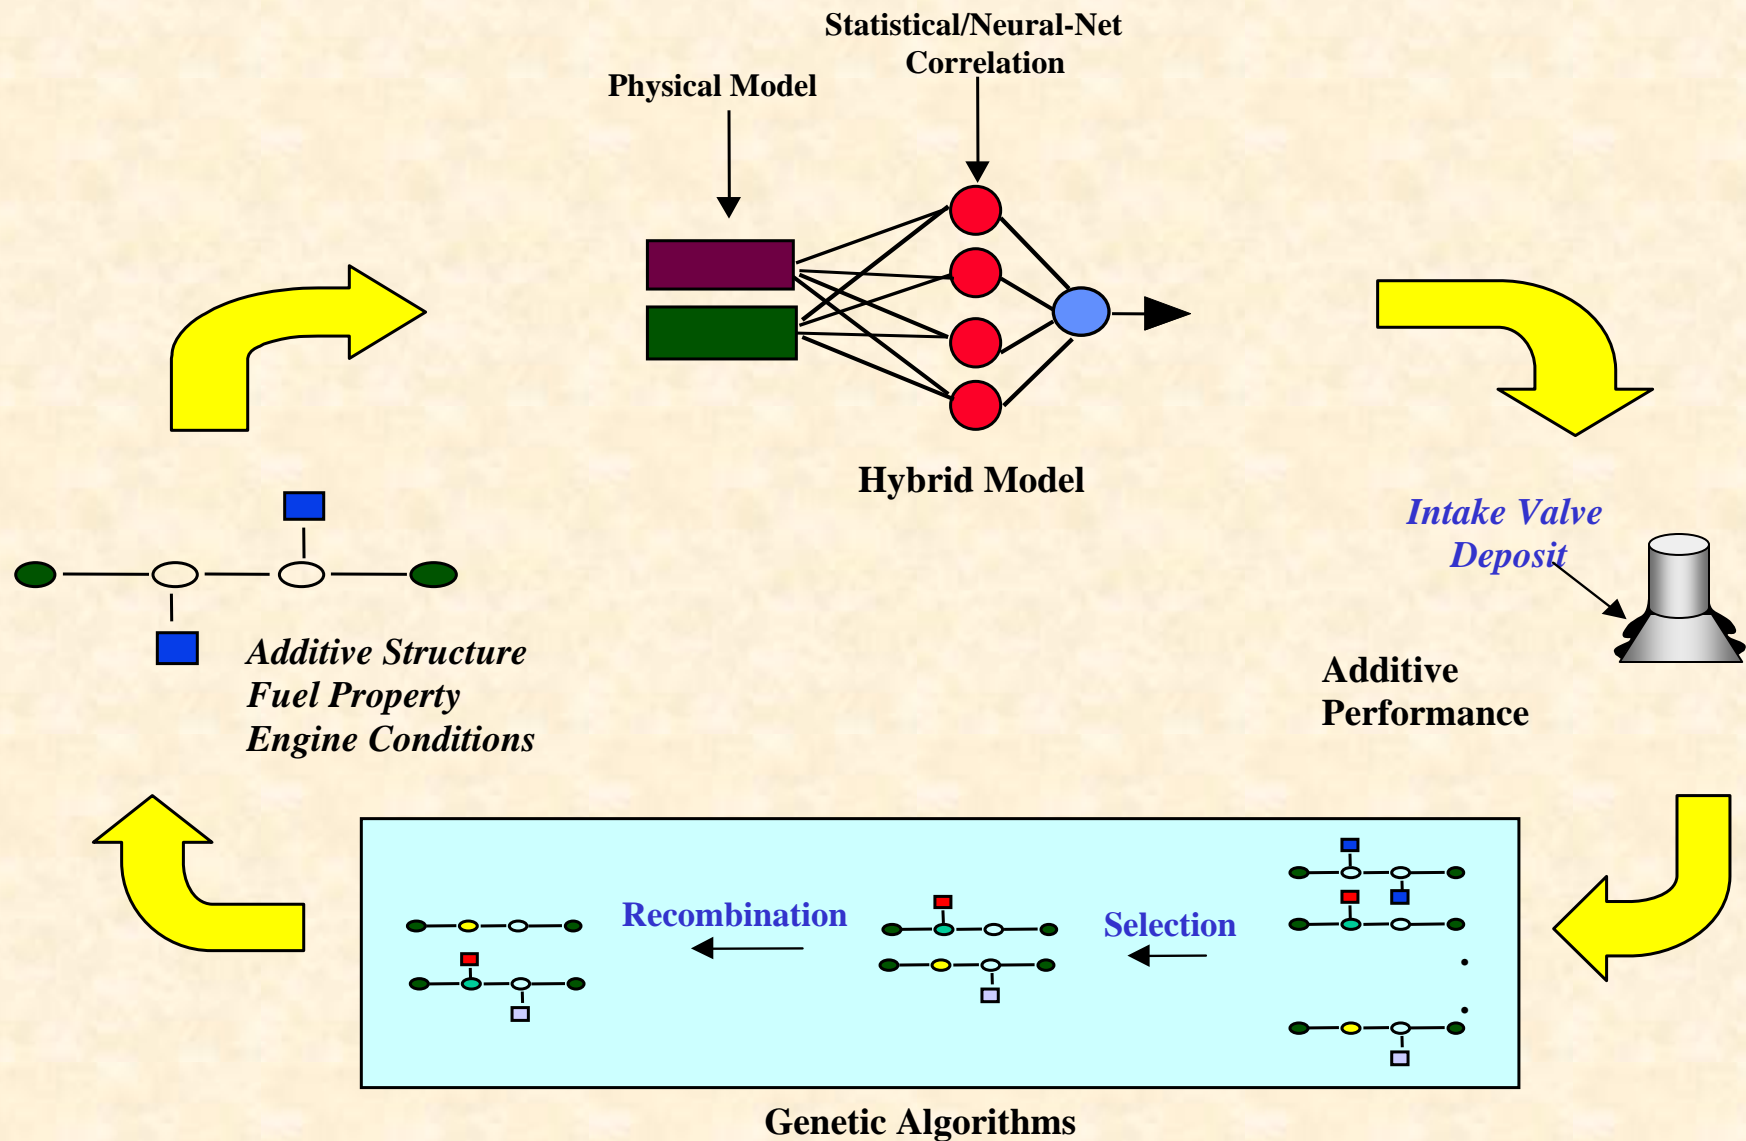 Statistical/Neural-Net
Correlation
Physical Model
Hybrid Model
Intake Valve
Deposit
Additive Structure
Fuel Property
Engine Conditions
Additive
Performance
Recombination
Selection
Genetic Algorithms